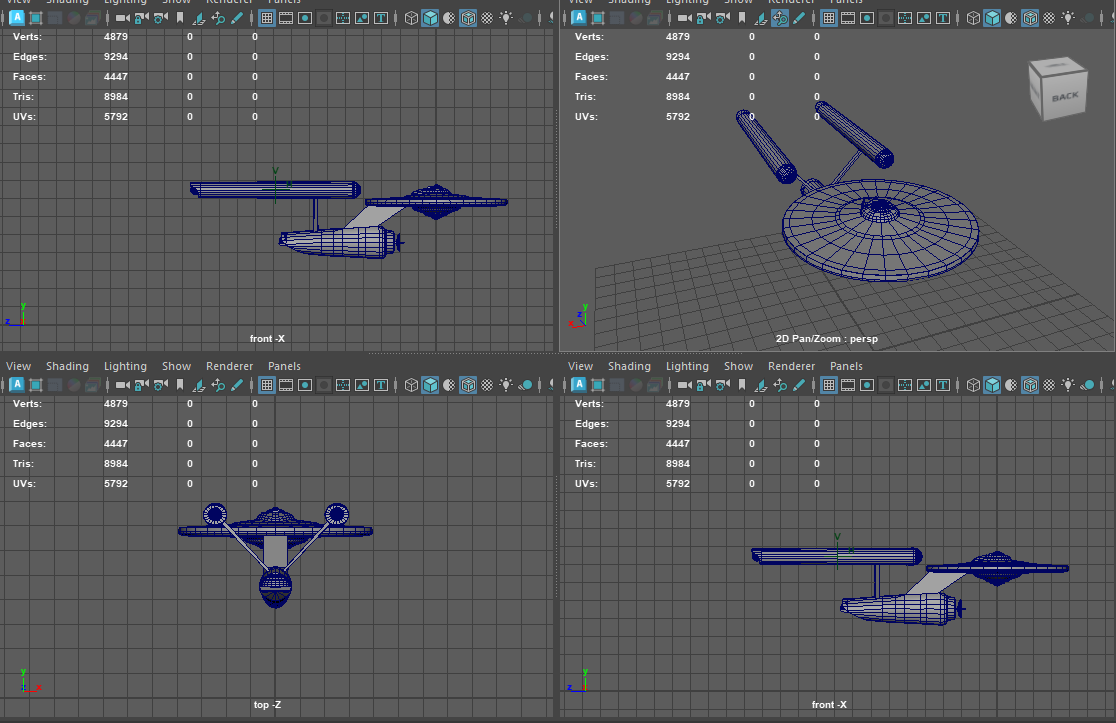 View Shading Lighting Show Renderer Panels
A T
Verts: 4879 0 0
Edges: 9294 0 0
Faces: 4447 0 0
Tris: 8984 0 0
UVs: 5792 0 0
Y
y
z
front -X
View Shading Lighting Show Renderer Panels
A T
Verts: 4879 0 0
Edges: 9294 0 0
Faces: 4447 0 0
Tris: 8984 0 0
UVs: 5792 0 0
BACK
y
z
x
2D Pan/Zoom : persp
View Shading Lighting Show Renderer Panels
A T
Verts: 4879 0 0
Edges: 9294 0 0
Faces: 4447 0 0
Tris: 8984 0 0
UVs: 5792 0 0
y
z x
top -Z
View Shading Lighting Show Renderer Panels
A T
Verts: 4879 0 0
Edges: 9294 0 0
Faces: 4447 0 0
Tris: 8984 0 0
UVs: 5792 0 0
y
z
front -X